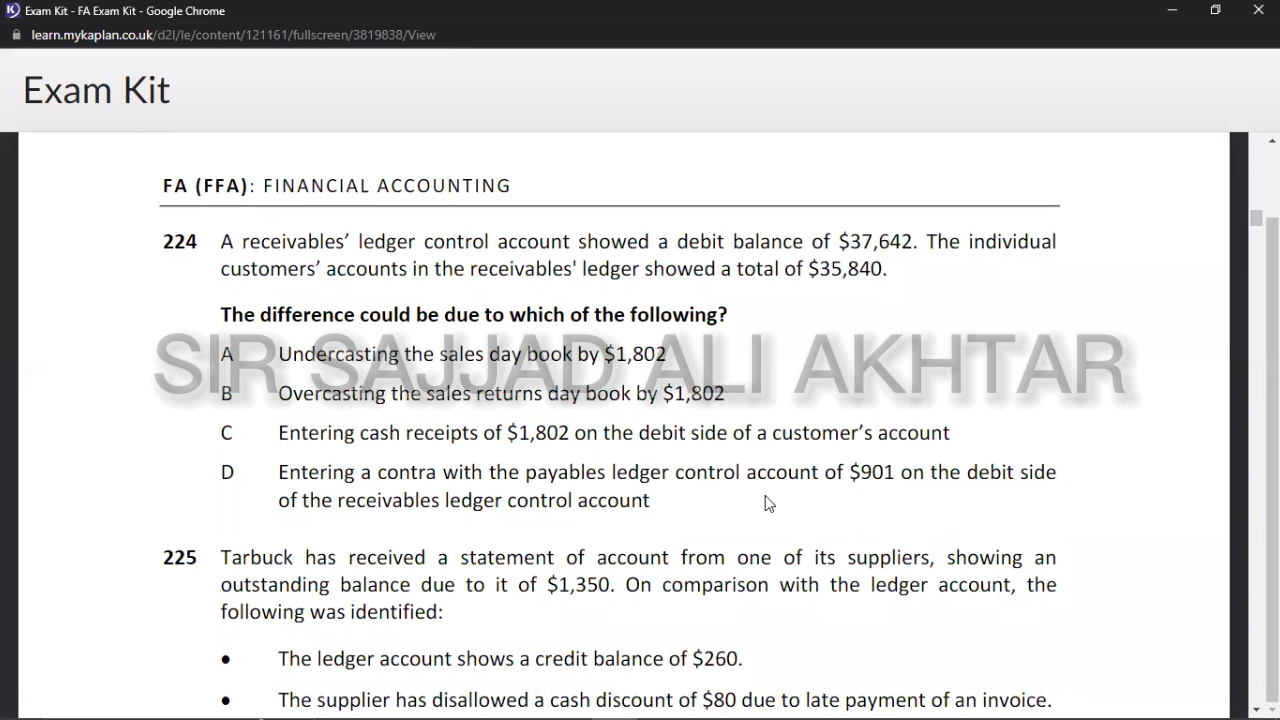 Exam Kit - FA Exam Kit - Google Chrome
learn.mykaplan.co.uk/d2l/le/content/121161/fullscreen/3819838/View
Exam Kit
FA (FFA): FINANCIAL ACCOUNTING
224 A receivables’ ledger control account showed a debit balance of $37,642. The individual
customers’ accounts in the receivables' ledger showed a total of $35,840.
The difference could be due to which of the following?
A Undercasting the sales day book by $1,802
SIR SAJJAD ALI AKHTAR
B Overcasting the sales returns day book by $1,802
C Entering cash receipts of $1,802 on the debit side of a customer’s account
D Entering a contra with the payables ledger control account of $901 on the debit side
of the receivables ledger control account
225 Tarbuck has received a statement of account from one of its suppliers, showing an
outstanding balance due to it of $1,350. On comparison with the ledger account, the
following was identified:
• The ledger account shows a credit balance of $260.
• The supplier has disallowed a cash discount of $80 due to late payment of an invoice.